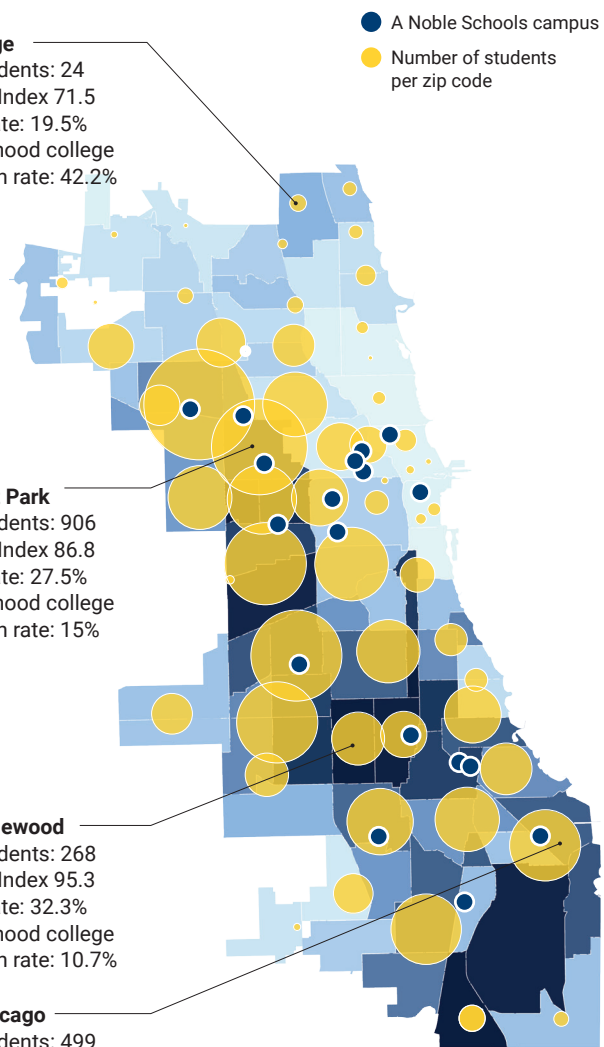 A Noble Schools campus
Number of students
per zip code
ge
dents: 24
Index 71.5
te: 19.5%
hood college
n rate: 42.2%
Park
dents: 906
Index 86.8
te: 27.5%
hood college
n rate: 15%
ewood
dents: 268
Index 95.3
te: 32.3%
hood college
n rate: 10.7%
cago
dents: 499